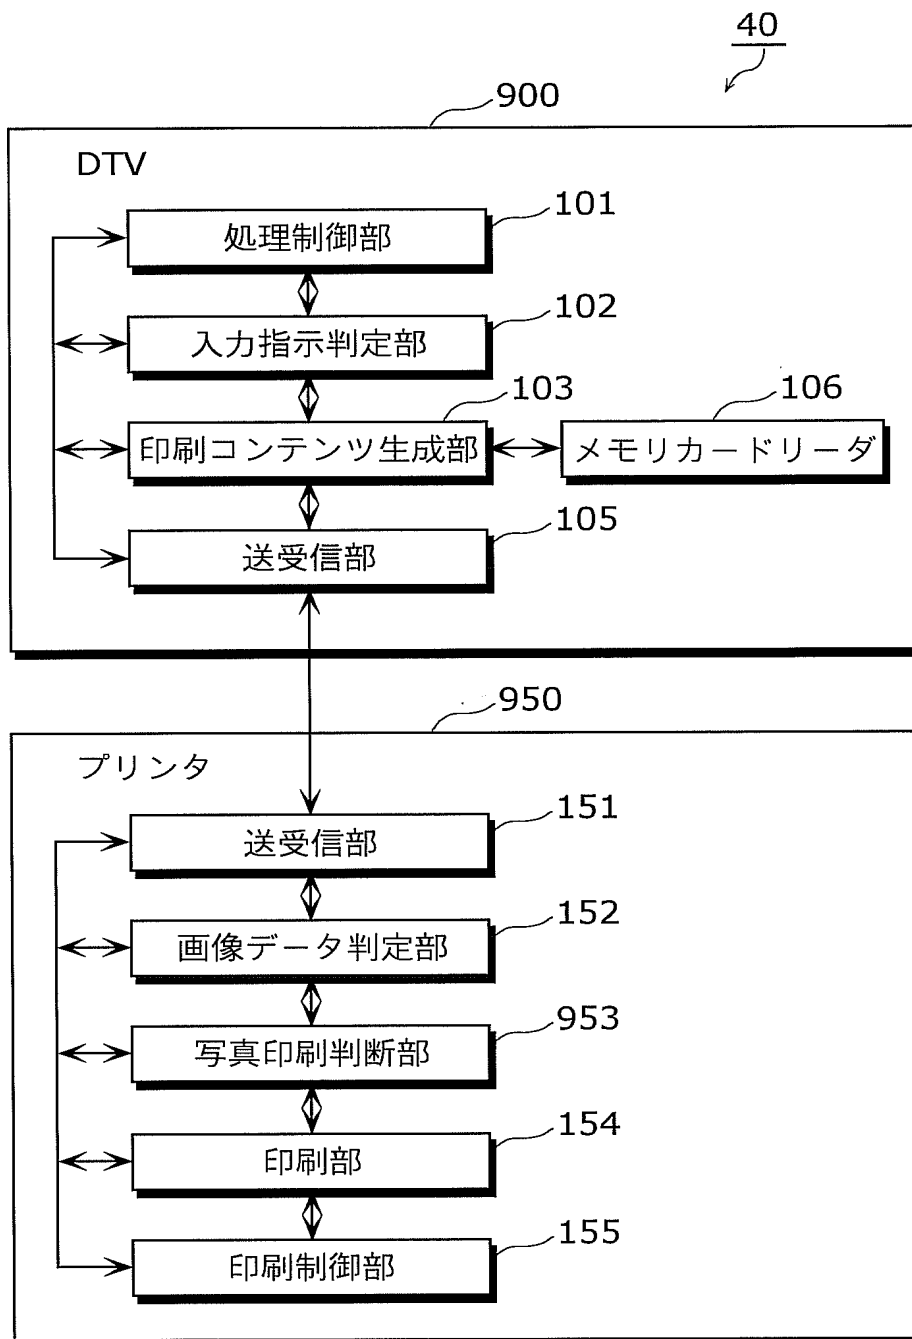 40
900
DTV
101
処理制御部
102
入力指示判定部
103
106
印刷コンテンツ生成部
メモリカードリーダ
105
送受信部
950
プリンタ
151
送受信部
152
画像データ判定部
953
写真印刷判断部
154
印刷部
155
印刷制御部